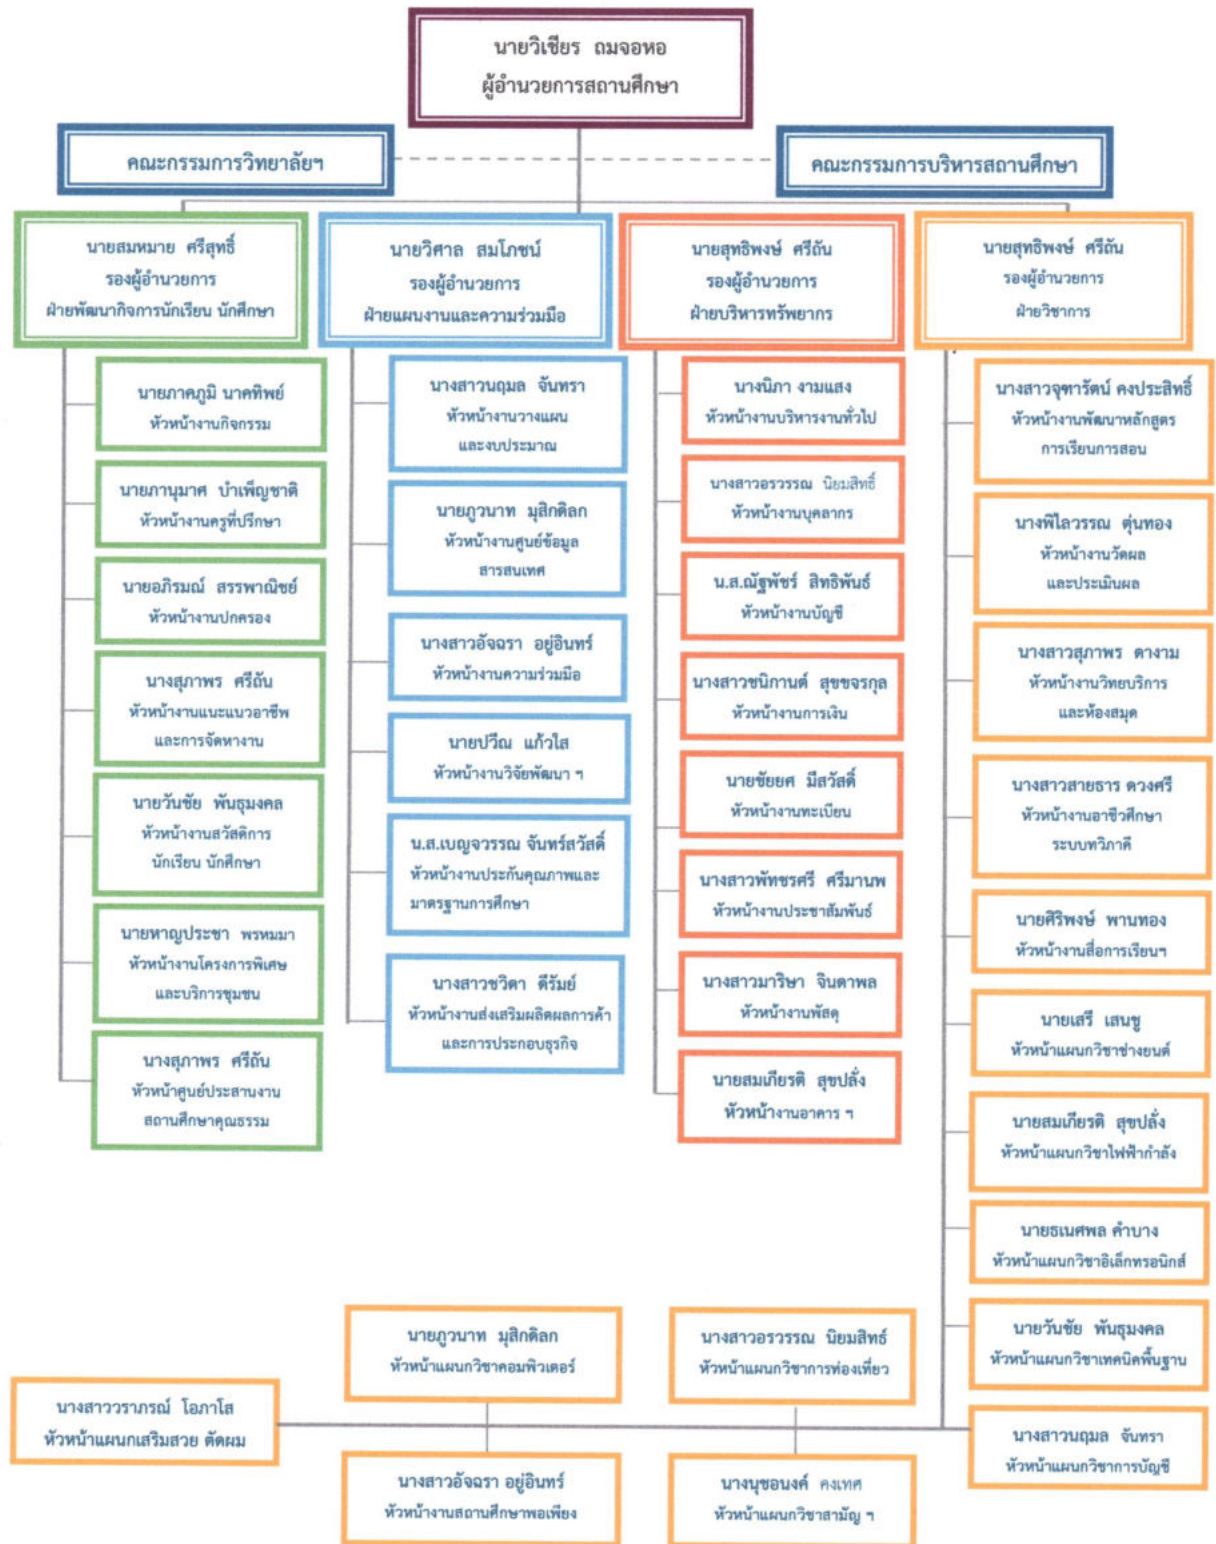 นายวิเชียร ถมจอหอ
ผู้อำนวยการสถานศึกษา
คณะกรรมการวิทยาลัยฯ
คณะกรรมการบริหารสถานศึกษา
นายสมหมาย ศรีสุทธิ์
รองผู้อำนวยการ
ฝ่ายพัฒนากิจการนักเรียน นักศึกษา
นายวิศาล สมโภชน์
รองผู้อำนวยการ
ฝ่ายแผนงานและความร่วมมือ
นายสุทธิพงษ์ ศรีถัน
รองผู้อำนวยการ
ฝ่ายบริหารทรัพยากร
นายสุทธิพงษ์ ศรีถัน
รองผู้อำนวยการ
ฝ่ายวิชาการ
นายภาคภูมิ นาคทิพย์
หัวหน้างานกิจกรรม
นายภานุมาศ บำเพ็ญชาติ
หัวหน้างานครูที่ปรึกษา
นายอภิรมณ์ สรรพาณิชย์
หัวหน้างานปกครอง
นางสุภาพร ศรีถัน
หัวหน้างานแนะแนวอาชีพ
และการจัดหางาน
นายวันชัย พันธุมงคล
หัวหน้างานสวัสดิการ
นักเรียน นักศึกษา
นายหาญประชา พรหมมา
หัวหน้างานโครงการพิเศษ
และบริการชุมชน
นางสุภาพร ศรีถัน
หัวหน้าศูนย์ประสานงาน
สถานศึกษาคุณธรรม
นางสาวนฤมล จันทรา
หัวหน้างานวางแผน
และงบประมาณ
นายภูวนาท มุสิกดิลก
หัวหน้างานศูนย์ข้อมูล
สารสนเทศ
นางสาวอัจฉรา อยู่อินทร์
หัวหน้างานความร่วมมือ
นายปวีณ แก้วใส
หัวหน้างานวิจัยพัฒนา ฯ
น.ส.เบญจวรรณ จันทร์สวัสดิ์
หัวหน้างานประกันคุณภาพและ
มาตรฐานการศึกษา
นางสาวชวิดา ดีรัมย์
หัวหน้างานส่งเสริมผลิตผลการค้า
และการประกอบธุรกิจ
นางนิภา งามแสง
หัวหน้างานบริหารงานทั่วไป
นางสาวอรวรรณ นิยมสิทธิ์
หัวหน้างานบุคลากร
น.ส.ณัฐพัชร์ สิทธิพันธ์
หัวหน้างานบัญชี
นางสาวชนิกานต์ สุขขจรกุล
หัวหน้างานการเงิน
นายชัยยศ มีสวัสดิ์
หัวหน้างานทะเบียน
นางสาวพัทชรศรี ศรีมานพ
หัวหน้างานประชาสัมพันธ์
นางสาวมาริษา จินดาพล
หัวหน้างานพัสดุ
นายสมเกียรติ สุขปลั่ง
หัวหน้างานอาคาร ฯ
นางสาวจุฑารัตน์ คงประสิทธิ์
หัวหน้างานพัฒนาหลักสูตร
การเรียนการสอน
นางพิไลวรรณ ตุ่นทอง
หัวหน้างานวัดผล
และประเมินผล
นางสาวสุภาพร ตางาม
หัวหน้างานวิทยบริการ
และห้องสมุด
นางสาวสายธาร ดวงศรี
หัวหน้างานอาชีวศึกษา
ระบบทวิภาคี
นายศิริพงษ์ พานทอง
หัวหน้างานสื่อการเรียนฯ
นายเสรี เสนชู
หัวหน้าแผนกวิชาช่างยนต์
นายสมเกียรติ สุขปลั่ง
หัวหน้าแผนกวิชาไฟฟ้ากำลัง
นายธเนศพล คำบาง
หัวหน้าแผนกวิชาอิเล็กทรอนิกส์
นายวันชัย พันธุมงคล
หัวหน้าแผนกวิชาเทคนิคพื้นฐาน
นางสาวนฤมล จันทรา
หัวหน้าแผนกวิชาการบัญชี
นายภูวนาท มุสิกดิลก
หัวหน้าแผนกวิชาคอมพิวเตอร์
นางสาวอรวรรณ นิยมสิทธ์
หัวหน้าแผนกวิชาการท่องเที่ยว
นางสาววราภรณ์ โอภาโส
หัวหน้าแผนกเสริมสวย ตัดผม
นางสาวอัจฉรา อยู่อินทร์
หัวหน้างานสถานศึกษาพอเพียง
นางนุชอนงค์ คงเทศ
หัวหน้าแผนกวิชาสามัญ ฯ